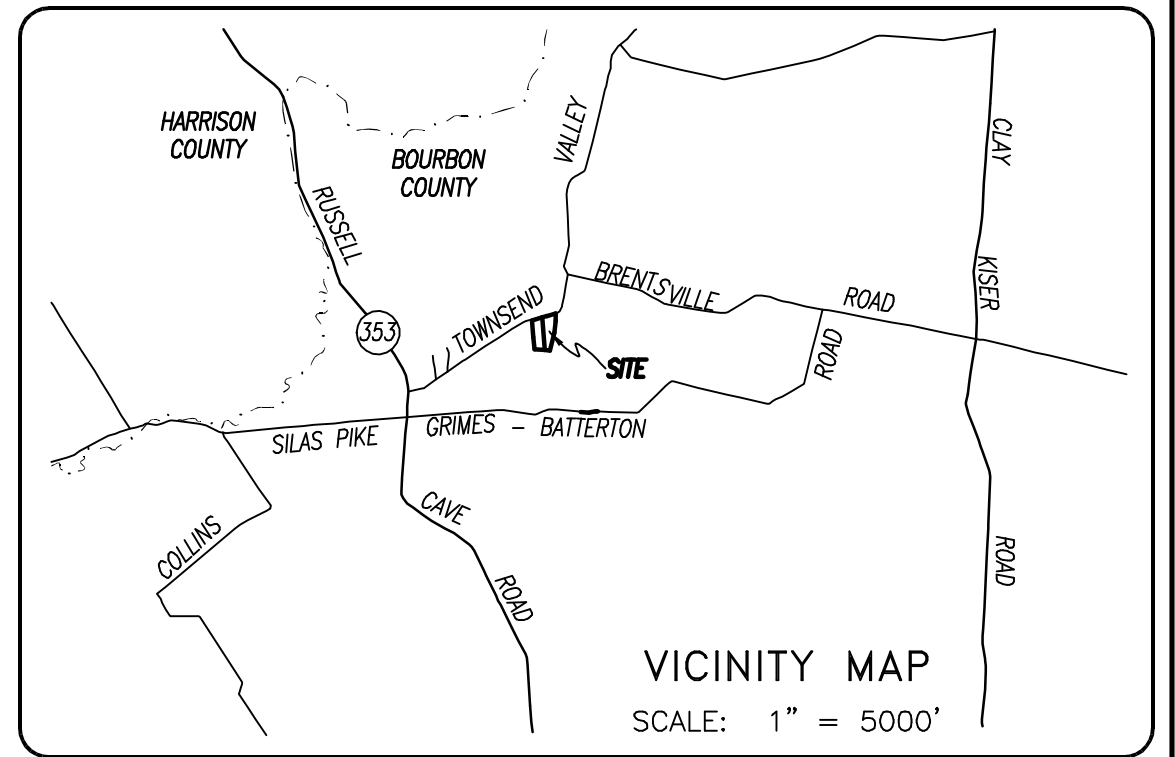 HARRISON
COUNTY
BOURBON
COUNTY
VALLEY
CLAY
RUSSELL
BRENTSVILLE
ROAD
KISER
TOWNSEND
353
SITE
ROAD
SILAS PIKE
GRIMES - BATTERTON
CAVE
COLLINS
ROAD
ROAD
VICINITY MAP
SCALE: 1" = 5000'